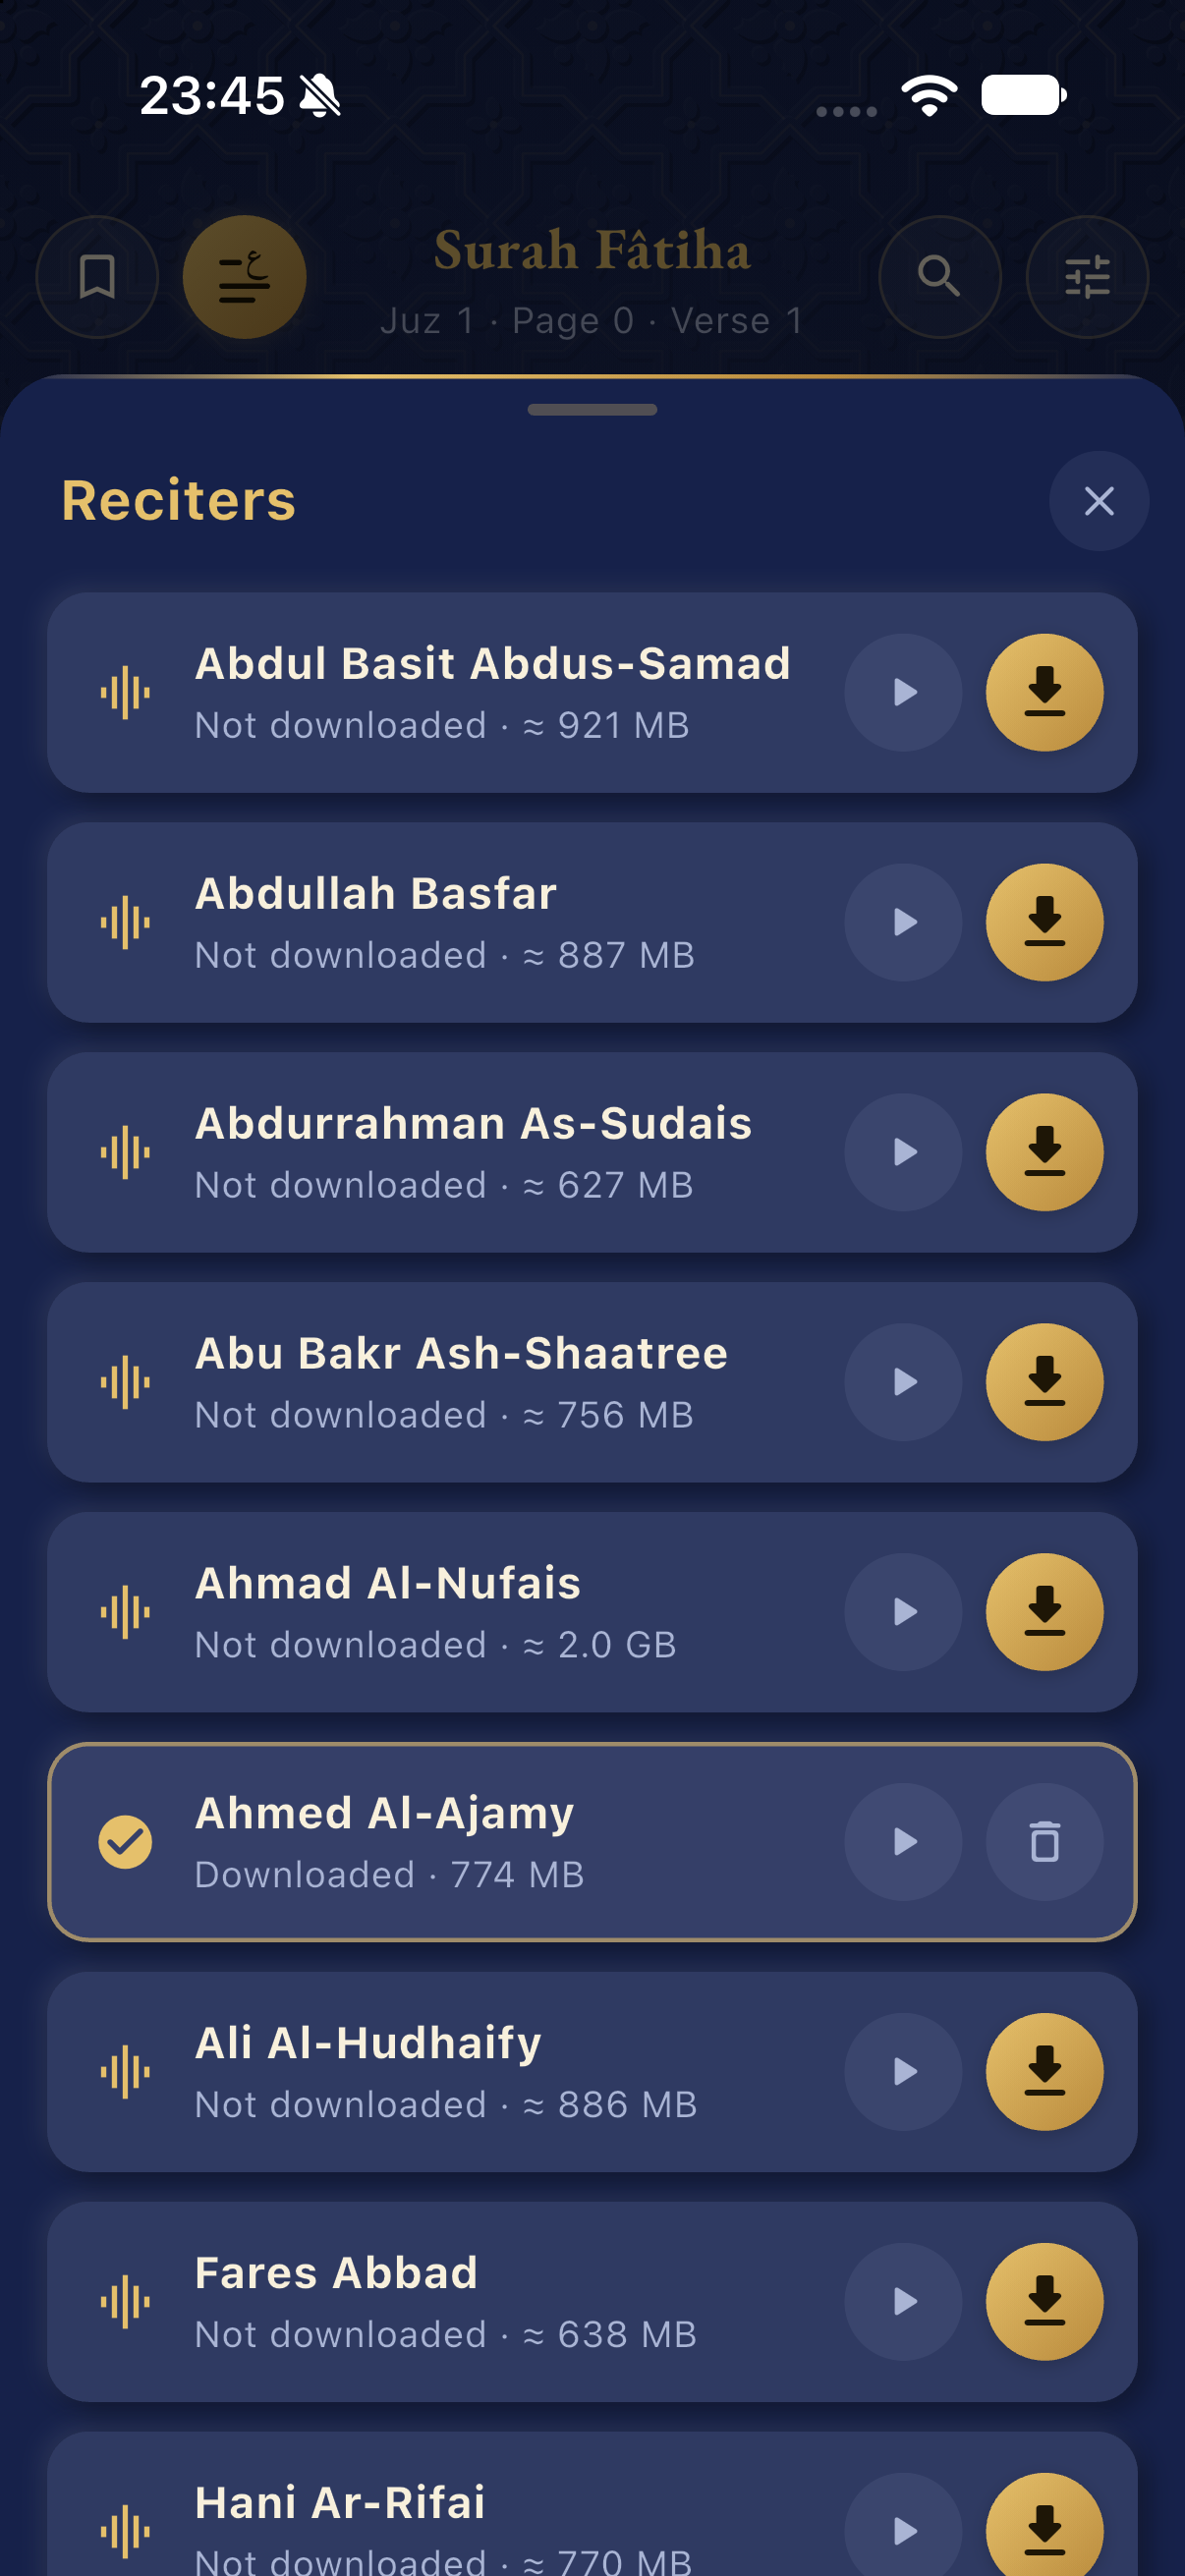 23:45
Surah Fâtiha
Juz 1 · Page 0 · Verse 1
Reciters
Abdul Basit Abdus-Samad
Not downloaded · ≈ 921 MB
Abdullah Basfar
Not downloaded · ≈ 887 MB
Abdurrahman As-Sudais
Not downloaded · ≈ 627 MB
Abu Bakr Ash-Shaatree
Not downloaded · ≈ 756 MB
Ahmad Al-Nufais
Not downloaded · ≈ 2.0 GB
Ahmed Al-Ajamy
Downloaded · 774 MB
Ali Al-Hudhaify
Not downloaded · ≈ 886 MB
Fares Abbad
Not downloaded · ≈ 638 MB
Hani Ar-Rifai
Not downloaded · ≈ 770 MB